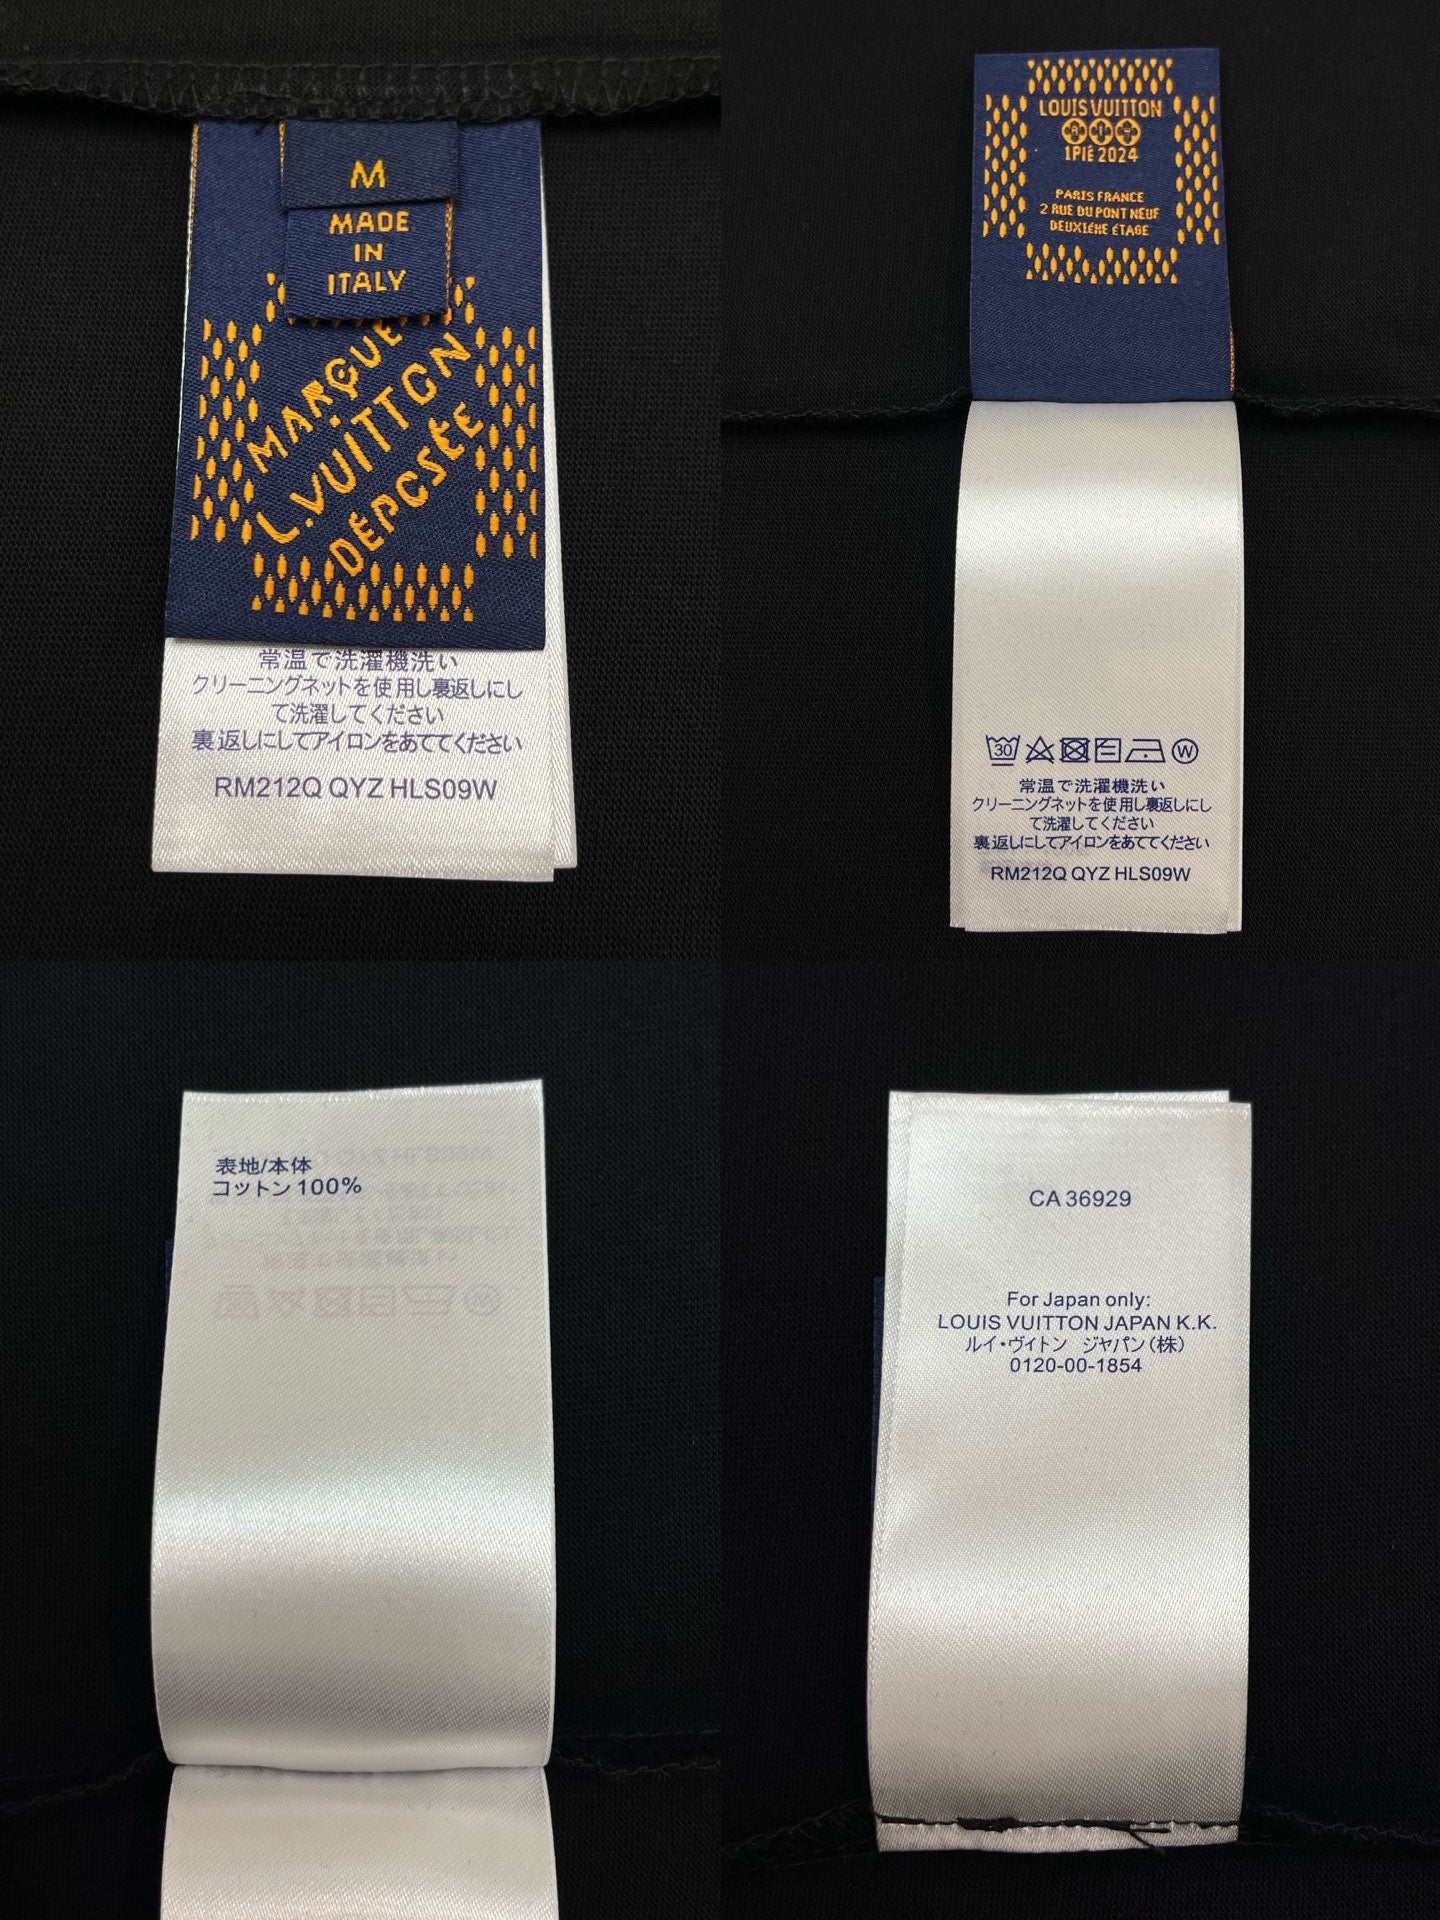 M
MADE
IN
ITALY
MARQUE
L.VUITTON
DÉPOSÉE
常温で洗濯機洗い
クリーニングネットを使用し裏返しにし
て洗濯してください
裏返しにしてアイロンをあててください
RM212Q QYZ HLS09W
LOUIS VUITTON
1PIÉ 2024
PARIS FRANCE
2 RUE DU PONT NEUF
DEUXIÈME ÉTAGE
30
W
常温で洗濯機洗い
クリーニングネットを使用し裏返しにし
て洗濯してください
裏返しにしてアイロンをあててください
RM212Q QYZ HLS09W
表地/本体
コットン100%
CA 36929
For Japan only:
LOUIS VUITTON JAPAN K.K.
ルイ・ヴィトン ジャパン(株)
0120-00-1854